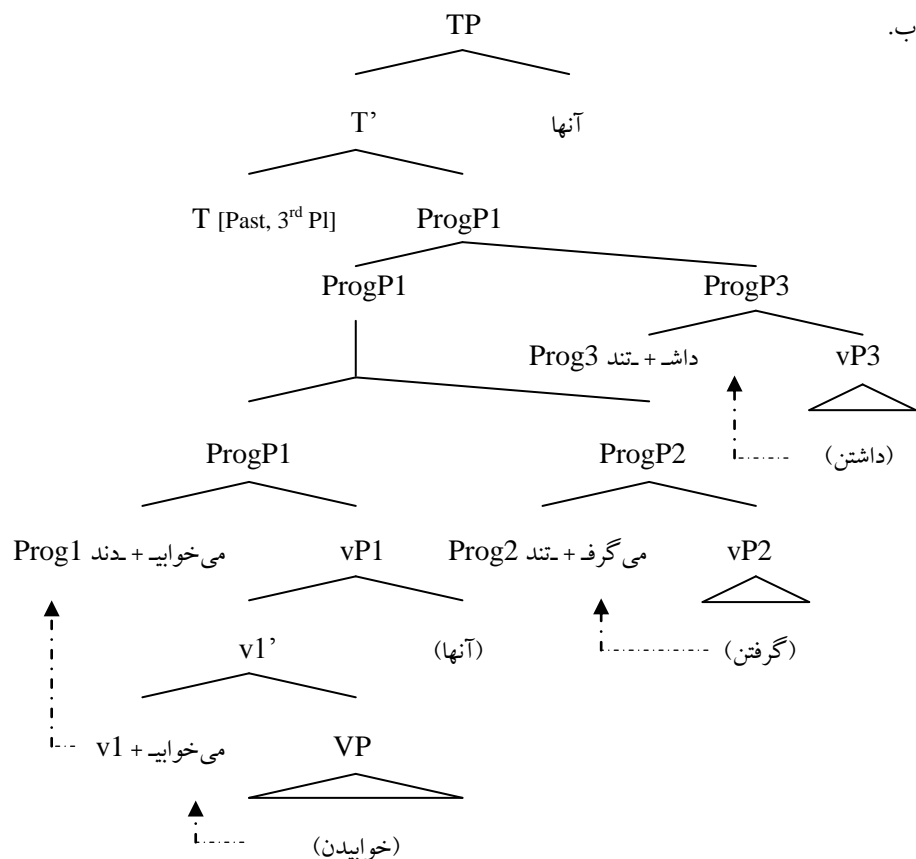 TP ب.
T’ آنها
T [Past, 3rd Pl] ProgP1
ProgP1 ProgP3
Prog3 داشـ + ـتند vP3
ProgP1 ProgP2 (داشتن)
Prog1 می‌خوابیـ + ـدند vP1 Prog2 می‌گرفـ + ـتند vP2
v1’ (آنها) (گرفتن)
v1 + می‌خوابیـ VP
(خوابیدن)